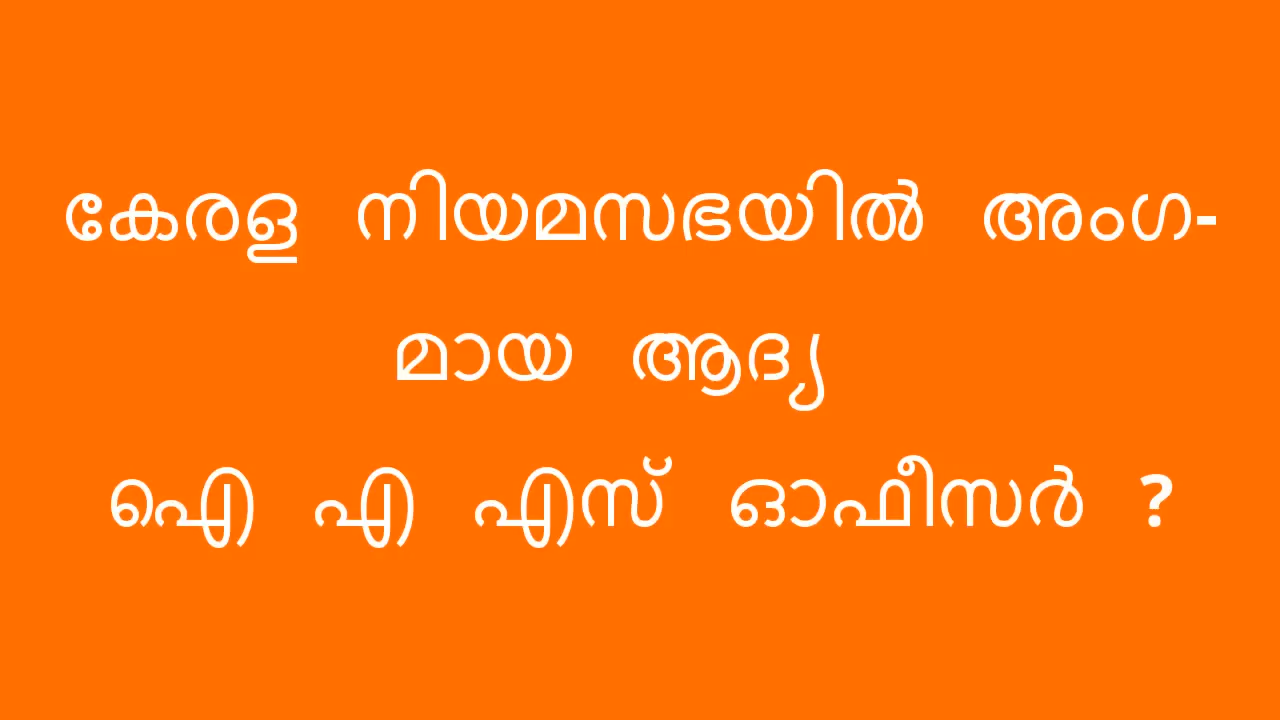 കേരള നിയമസഭയിൽ അംഗ-
മായ ആദ്യ
ഐ എ എസ് ഓഫീസർ ?